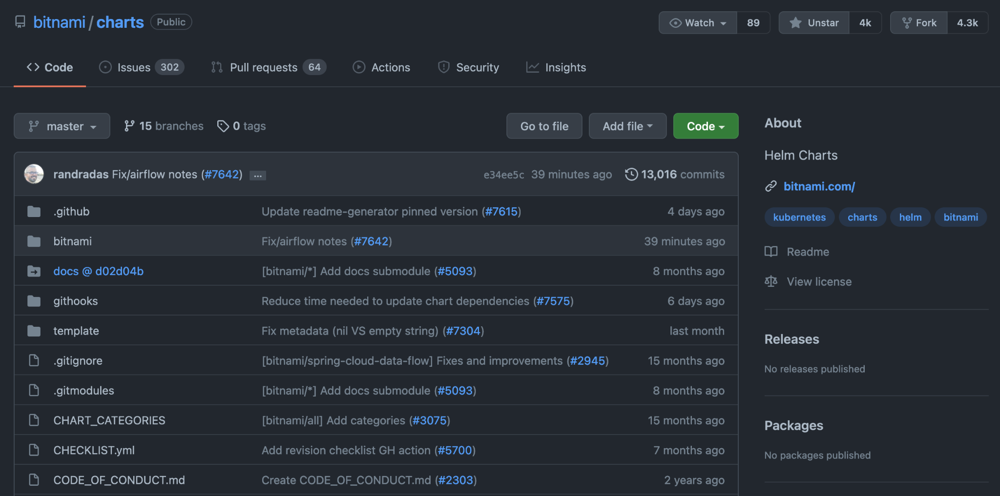 bitnami / charts Public Watch 89 Unstar 4k Fork 4.3k
Code Issues 302 Pull requests 64 Actions Security Insights
master 15 branches 0 tags Go to file Add file Code
randradas Fix/airflow notes (#7642) ... e34ee5c 39 minutes ago 13,016 commits
.github Update readme-generator pinned version (#7615) 4 days ago
bitnami Fix/airflow notes (#7642) 39 minutes ago
docs @ d02d04b [bitnami/*] Add docs submodule (#5093) 8 months ago
githooks Reduce time needed to update chart dependencies (#7575) 6 days ago
template Fix metadata (nil VS empty string) (#7304) last month
.gitignore [bitnami/spring-cloud-data-flow] Fixes and improvements (#2945) 15 months ago
.gitmodules [bitnami/*] Add docs submodule (#5093) 8 months ago
CHART_CATEGORIES [bitnami/all] Add categories (#3075) 15 months ago
CHECKLIST.yml Add revision checklist GH action (#5700) 7 months ago
CODE_OF_CONDUCT.md Create CODE_OF_CONDUCT.md (#2303) 2 years ago
About
Helm Charts
bitnami.com/
kubernetes charts helm bitnami
Readme
View license
Releases
No releases published
Packages
No packages published